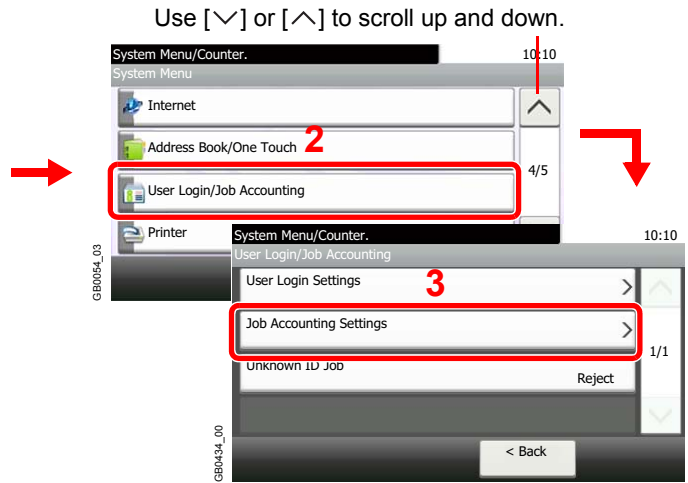 Use [∨] or [∧] to scroll up and down.
System Menu/Counter.
10:10
System Menu
Internet
Address Book/One Touch
2
User Login/Job Accounting
4/5
Printer
GB0054_03
System Menu/Counter.
10:10
User Login/Job Accounting
User Login Settings
3
Job Accounting Settings
1/1
Unknown ID Job
Reject
< Back
GB0434_00